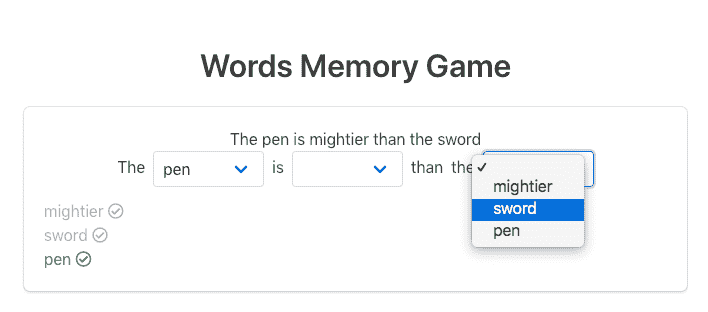 Words Memory Game
The pen is mightier than the sword
The pen is than the
mightier
sword
pen
mightier
sword
pen